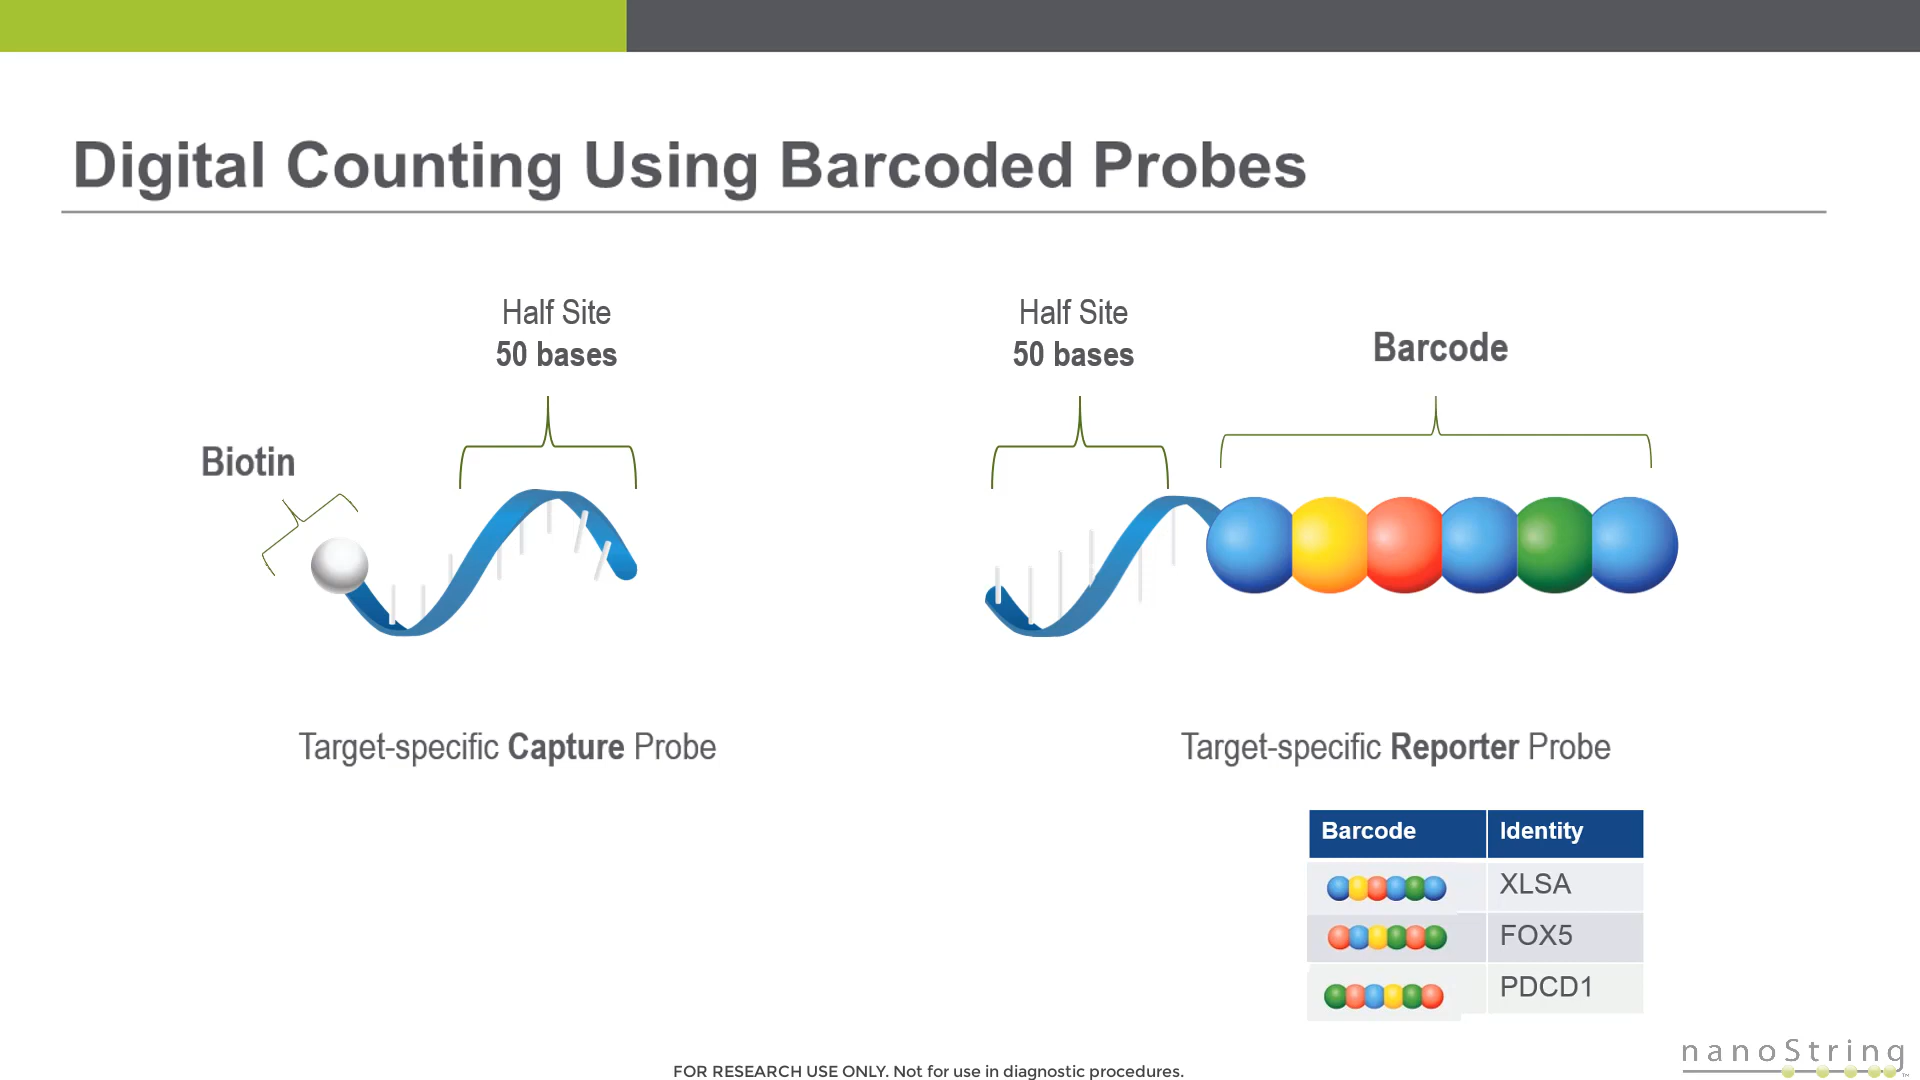 Digital Counting Using Barcoded Probes
Half Site
50 bases
Half Site
50 bases
Barcode
Biotin
Target-specific Capture Probe
Target-specific Reporter Probe
Barcode Identity
XLSA
FOX5
PDCD1
nanoString
FOR RESEARCH USE ONLY. Not for use in diagnostic procedures.